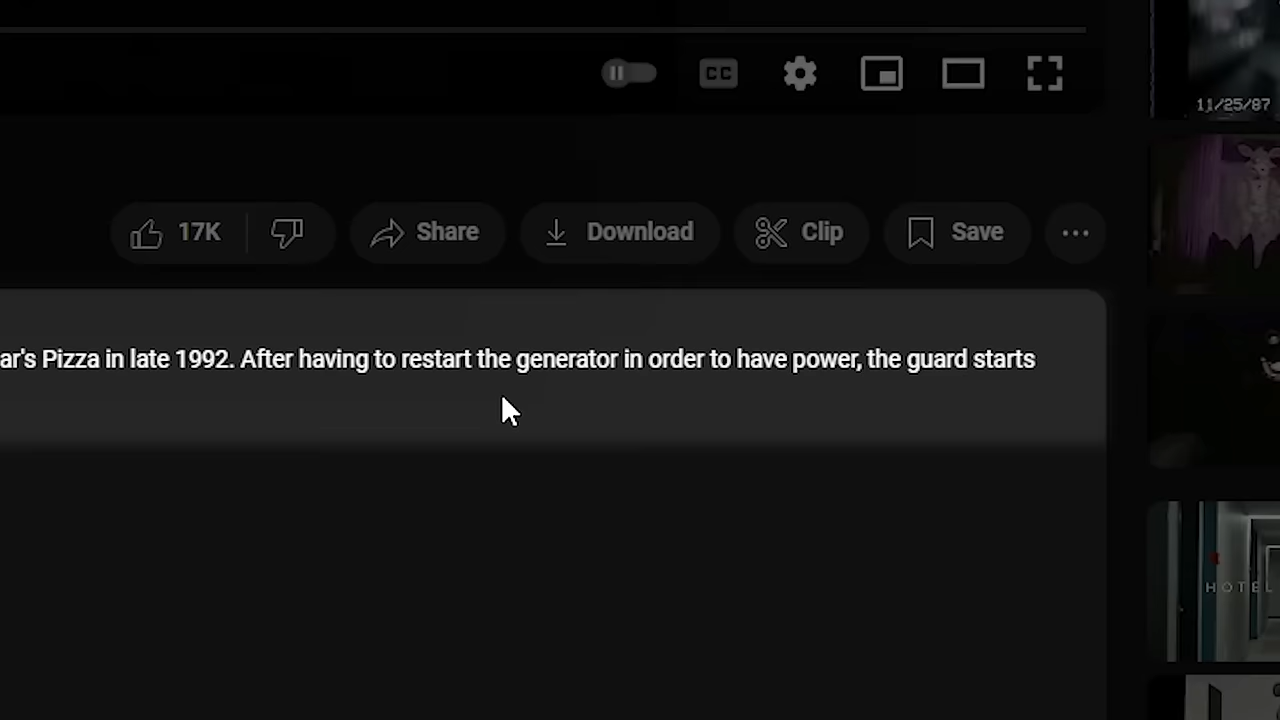 CC
11/25/87
17K
Share
Download
Clip
Save
ar's Pizza in late 1992. After having to restart the generator in order to have power, the guard starts
HOTEL